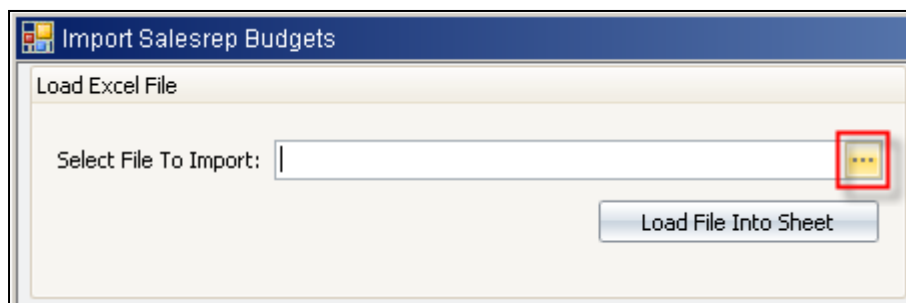 Import Salesrep Budgets
Load Excel File
Select File To Import: ...
Load File Into Sheet